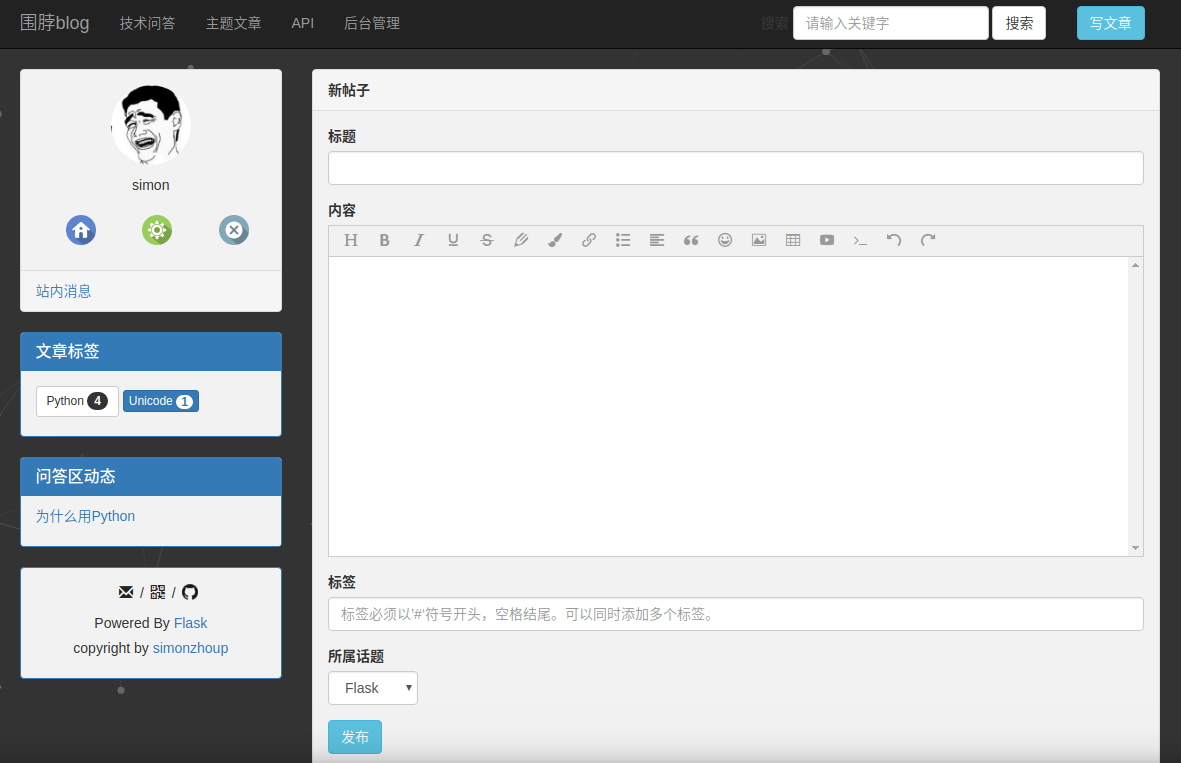 围脖blog 技术问答 主题文章 API 后台管理 搜索 请输入关键字 搜索 写文章
simon
站内消息
文章标签
Python 4 Unicode 1
问答区动态
为什么用Python
/ /
Powered By Flask
copyright by simonzhoup
新帖子
标题
内容
H B I U S
标签
标签必须以'#'符号开头，空格结尾。可以同时添加多个标签。
所属话题
Flask
发布